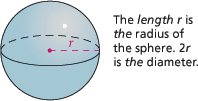 r
The length r is
the radius of
the sphere. 2r
is the diameter.